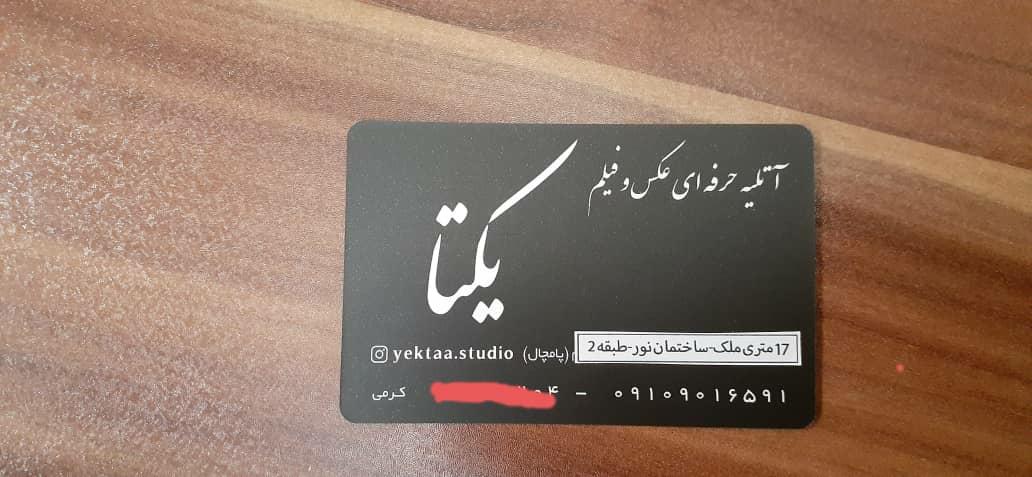 آتلیه حرفه ای عکس و فیلم
یکتا
17 متری ملک-ساختمان نور-طبقه 2
(پامچال) yektaa.studio
۰۹۱۰۹۰۱۶۵۹۱ -
کرمی